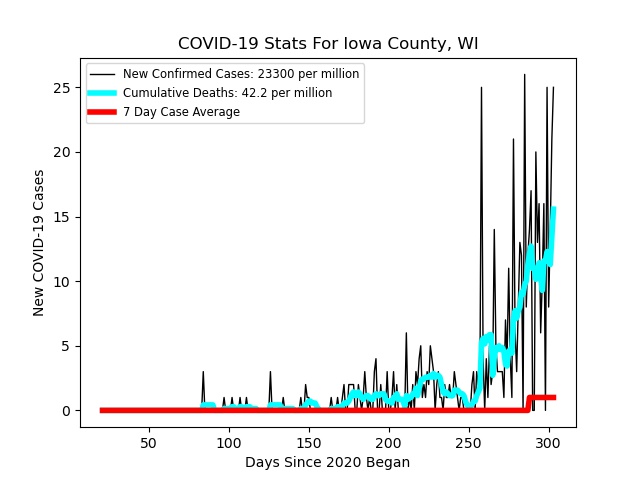 COVID-19 Stats For Iowa County, WI
New Confirmed Cases: 23300 per million
Cumulative Deaths: 42.2 per million
7 Day Case Average
25
20
15
10
5
0
New COVID-19 Cases
50 100 150 200 250 300
Days Since 2020 Began